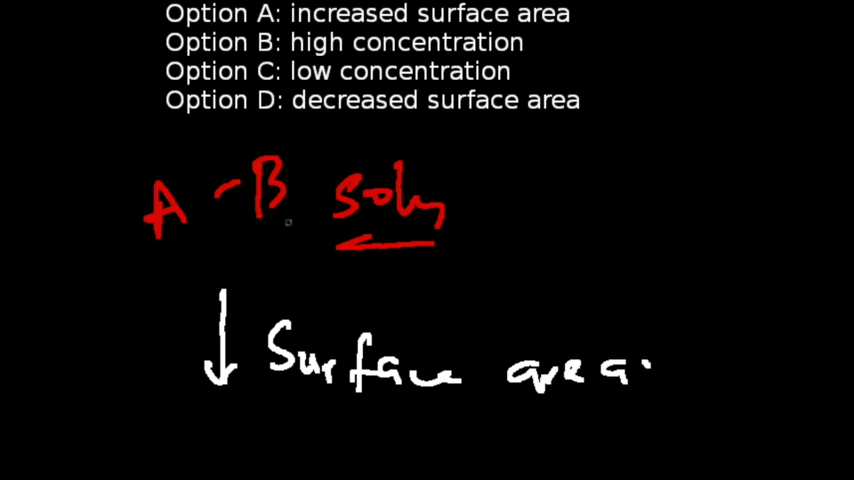 Option A: increased surface area
Option B: high concentration
Option C: low concentration
Option D: decreased surface area
A - B soln
↓ Surface area.